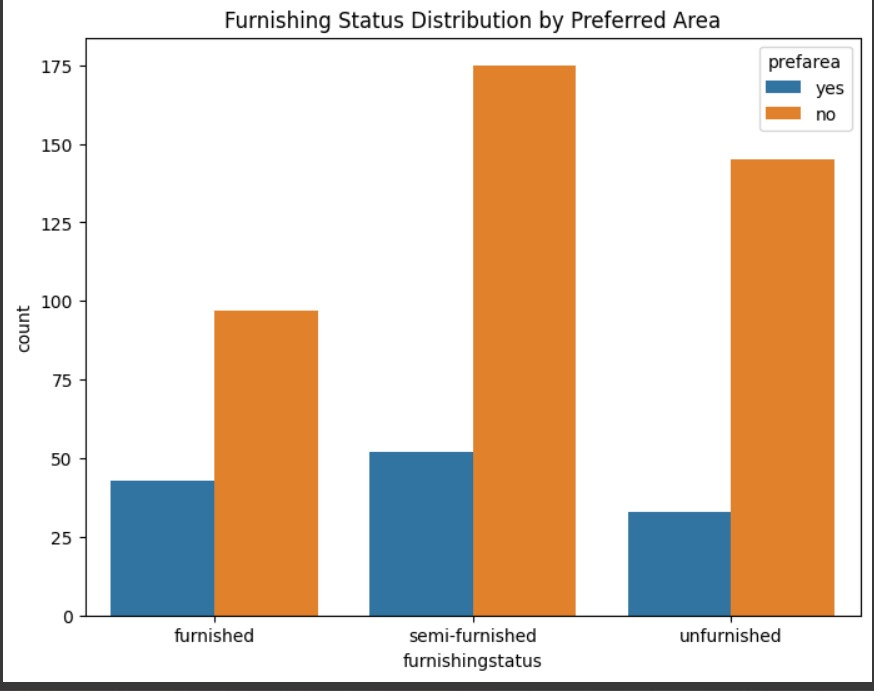 Furnishing Status Distribution by Preferred Area
prefarea
yes
no
175
150
125
100
75
50
25
0
count
furnished semi-furnished unfurnished
furnishingstatus